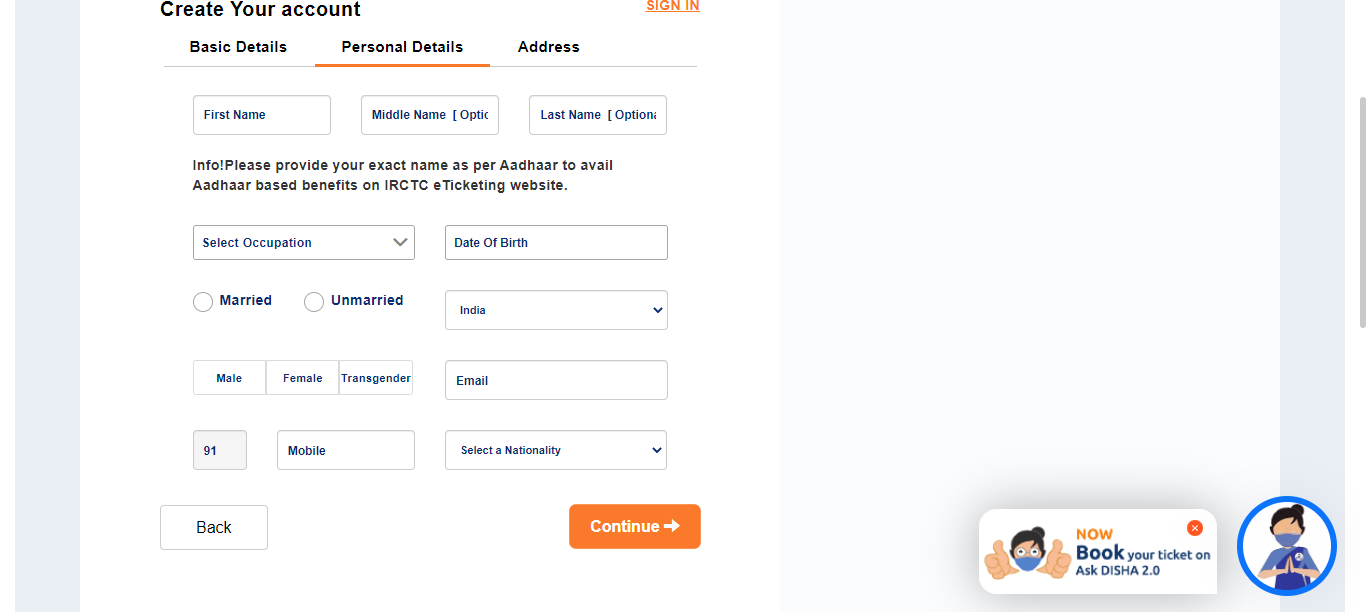 Create Your account
SIGN IN
Basic Details
Personal Details
Address
First Name
Middle Name [ Optic
Last Name [ Optiona
Info!Please provide your exact name as per Aadhaar to avail
Aadhaar based benefits on IRCTC eTicketing website.
Select Occupation
Date Of Birth
Married
Unmarried
India
Male
Female
Transgender
Email
91
Mobile
Select a Nationality
Back
Continue
NOW
Book your ticket on
Ask DISHA 2.0